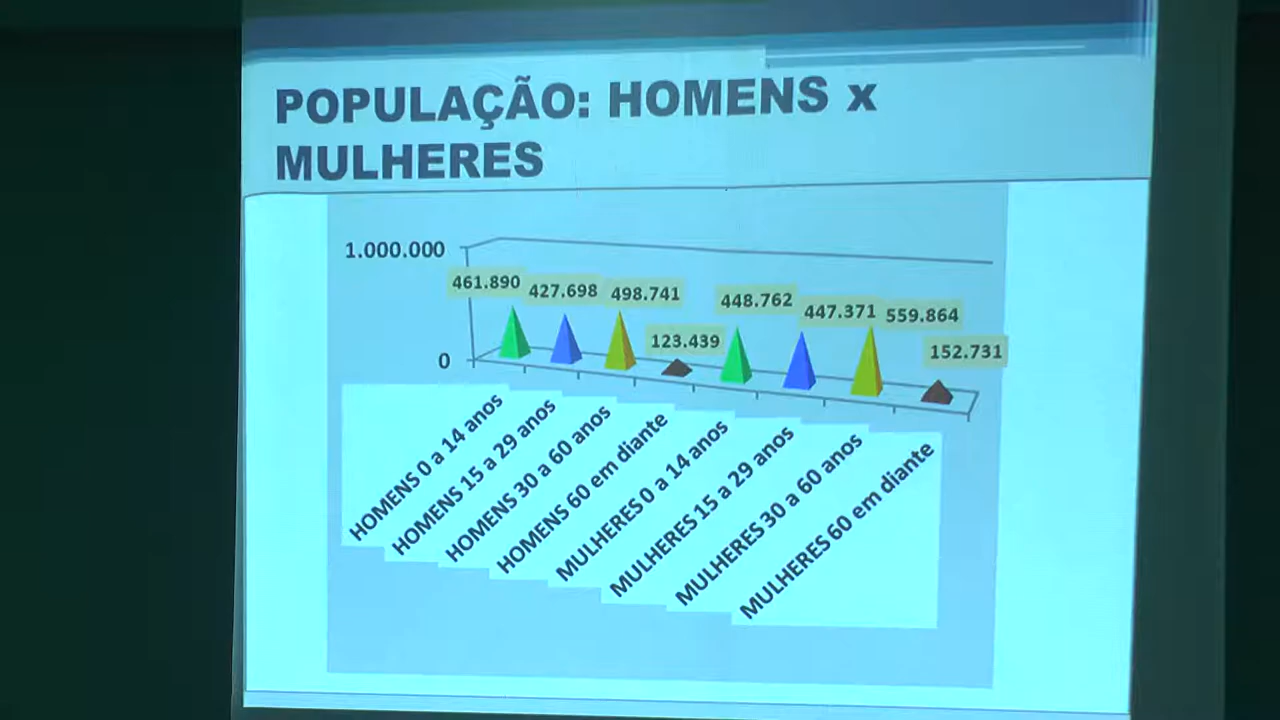 POPULAÇÃO: HOMENS x
MULHERES
1.000.000
0
461.890
427.698
498.741
123.439
448.762
447.371
559.864
152.731
HOMENS 0 a 14 anos
HOMENS 15 a 29 anos
HOMENS 30 a 60 anos
HOMENS 60 em diante
MULHERES 0 a 14 anos
MULHERES 15 a 29 anos
MULHERES 30 a 60 anos
MULHERES 60 em diante